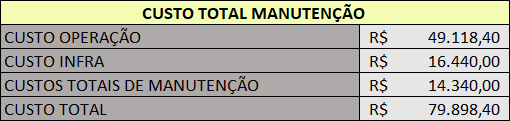 CUSTO TOTAL MANUTENÇÃO
CUSTO OPERAÇÃO R$ 49.118,40
CUSTO INFRA R$ 16.440,00
CUSTOS TOTAIS DE MANUTENÇÃO R$ 14.340,00
CUSTO TOTAL R$ 79.898,40